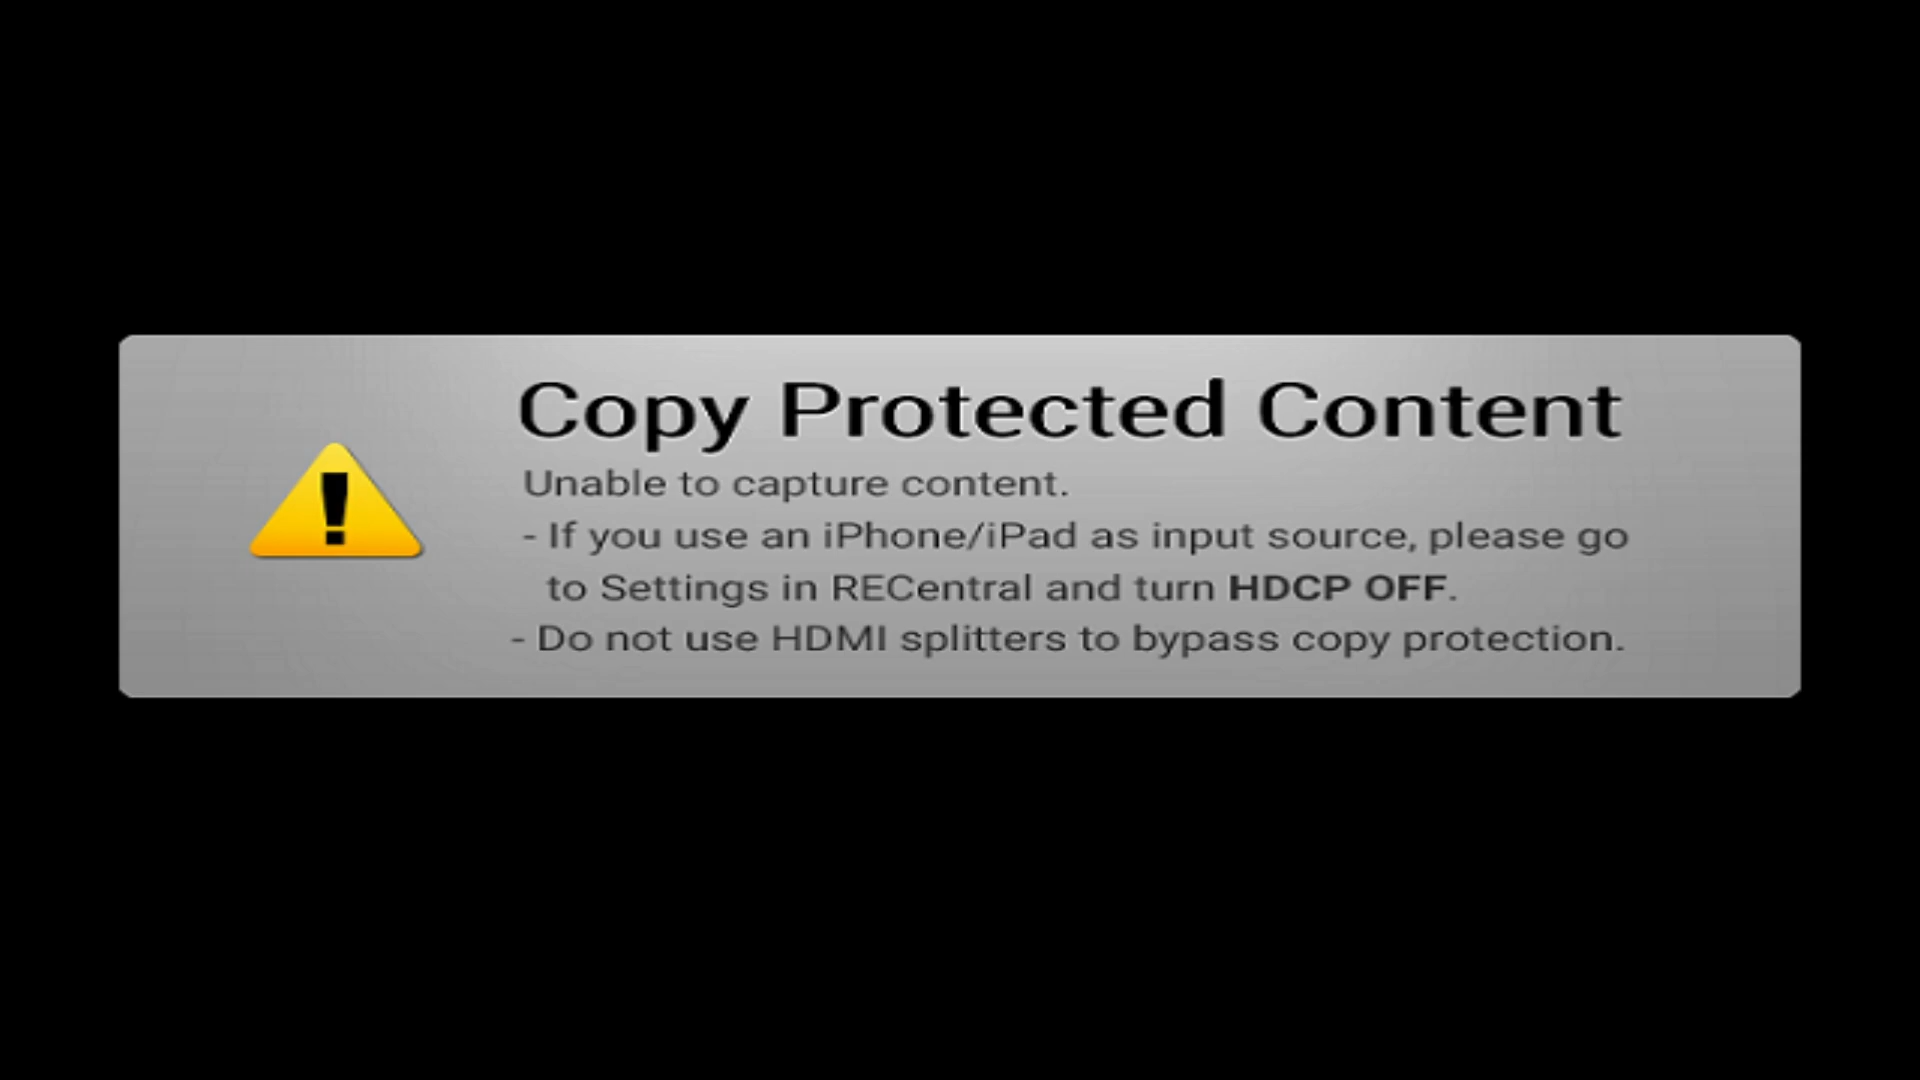 Copy Protected Content
Unable to capture content.
- If you use an iPhone/iPad as input source, please go
to Settings in RECentral and turn HDCP OFF.
- Do not use HDMI splitters to bypass copy protection.